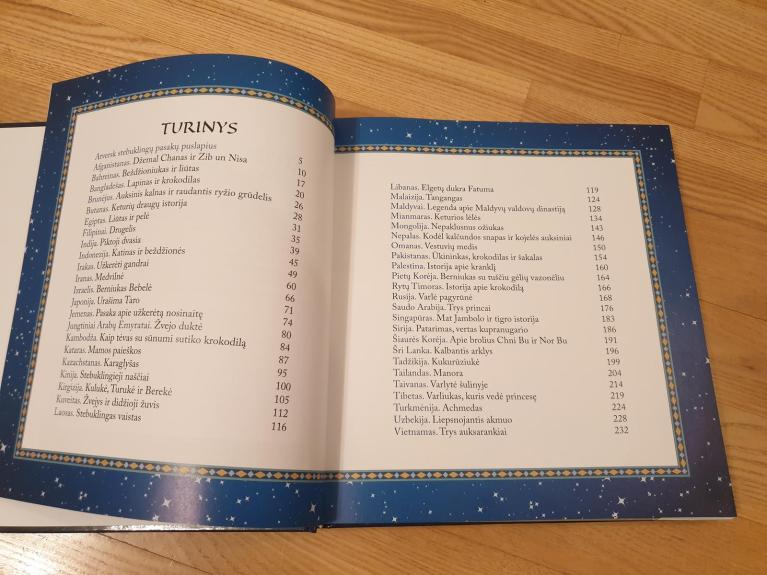 TURINYS
Atversk stebuklingų pasakų puslapius 5
Afganistanas. Džemal Chanas ir Zib un Nisa 10
Bahreinas. Beždžioniukas ir liūtas 17
Bangladešas. Lapinas ir krokodilas 20
Brunėjus. Auksinis kalnas ir raudantis ryžio grūdelis 26
Butanas. Keturių draugų istorija 28
Egiptas. Liūtas ir pelė 31
Filipinai. Drugelis 35
Indija. Piktoji dvasia 39
Indonezija. Katinas ir beždžionės 45
Irakas. Užkerėti gandrai 49
Iranas. Medvilnė 60
Izraelis. Berniukas Bebelė 66
Japonija. Urašima Taro 71
Jemenas. Pasaka apie užkerėtą nosinaitę 74
Jungtiniai Arabų Emyratai. Žvejo duktė 80
Kambodža. Kaip tėvas su sūnumi sutiko krokodilą 84
Kataras. Mamos paieškos 87
Kazachstanas. Karaglyšas 95
Kinija. Stebuklingieji naščiai 100
Kirgizija. Kulukė, Turukė ir Berekė 105
Kuveitas. Žvejys ir didžioji žuvis 112
Laosas. Stebuklingas vaistas 116
Libanas. Elgetų dukra Fatuma 119
Malaizija. Tangangas 124
Maldyvai. Legenda apie Maldyvų valdovų dinastiją 128
Mianmaras. Keturios lėlės 134
Mongolija. Nepaklusnus ožiukas 143
Nepalas. Kodėl kalčundos snapas ir kojelės auksiniai 146
Omanas. Vestuvių medis 150
Pakistanas. Ūkininkas, krokodilas ir šakalas 154
Palestina. Istorija apie kranklį 160
Pietų Korėja. Berniukas su tuščiu gėlių vazonėliu 164
Rytų Timoras. Istorija apie krokodilą 166
Rusija. Varlė pagyrūnė 168
Saudo Arabija. Trys princai 176
Singapūras. Mat Jambolo ir tigro istorija 183
Sirija. Patarimas, vertas kupranugario 186
Šiaurės Korėja. Apie brolius Chni Bu ir Nor Bu 191
Šri Lanka. Kalbantis arklys 196
Tadžikija. Kukurūziukė 199
Tailandas. Manora 204
Taivanas. Varlytė šulinyje 214
Tibetas. Varliukas, kuris vedė princesę 219
Turkmėnija. Achmedas 224
Uzbekija. Liepsnojantis akmuo 228
Vietnamas. Trys auksarankiai 232